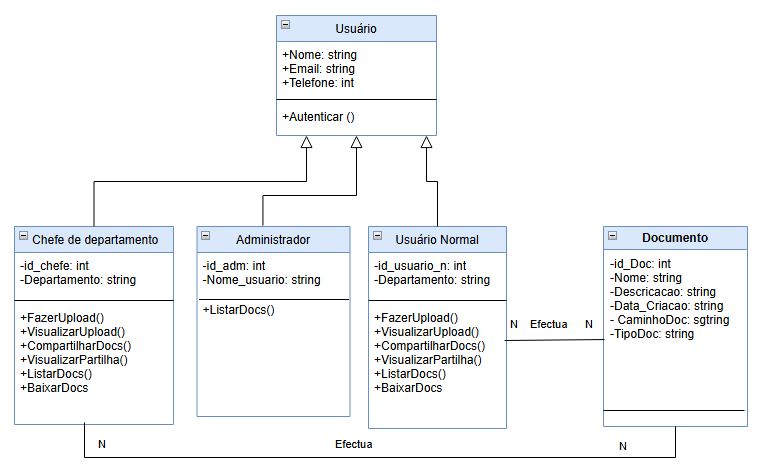 Usuário
+Nome: string
+Email: string
+Telefone: int
+Autenticar ()
Chefe de departamento
-id_chefe: int
-Departamento: string
+FazerUpload()
+VisualizarUpload()
+CompartilharDocs()
+VisualizarPartilha()
+ListarDocs()
+BaixarDocs
Administrador
-id_adm: int
-Nome_usuario: string
+ListarDocs()
Usuário Normal
-id_usuario_n: int
-Departamento: string
+FazerUpload()
+VisualizarUpload()
+CompartilharDocs()
+VisualizarPartilha()
+ListarDocs()
+BaixarDocs
N Efectua N
Documento
-id_Doc: int
-Nome: string
-Descricacao: string
-Data_Criacao: string
- CaminhoDoc: sgtring
-TipoDoc: string
N Efectua N